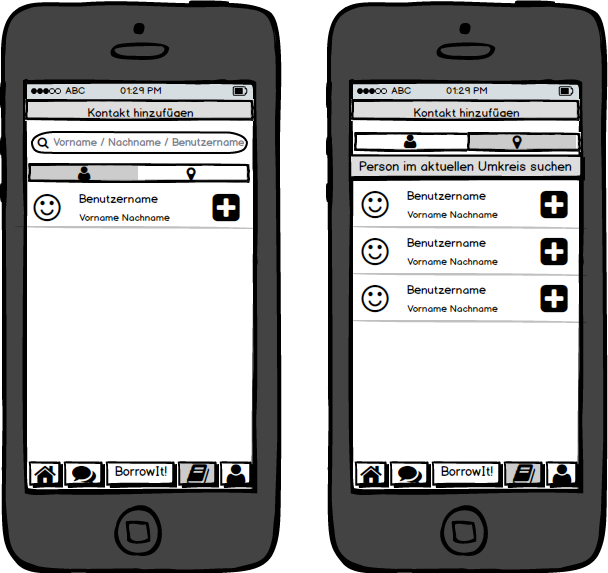 ABC 01:29 PM
Kontakt hinzufügen
Vorname / Nachname / Benutzername
Benutzername
Vorname Nachname
BorrowIt!
ABC 01:29 PM
Kontakt hinzufügen
Person im aktuellen Umkreis suchen
Benutzername
Vorname Nachname
Benutzername
Vorname Nachname
Benutzername
Vorname Nachname
BorrowIt!